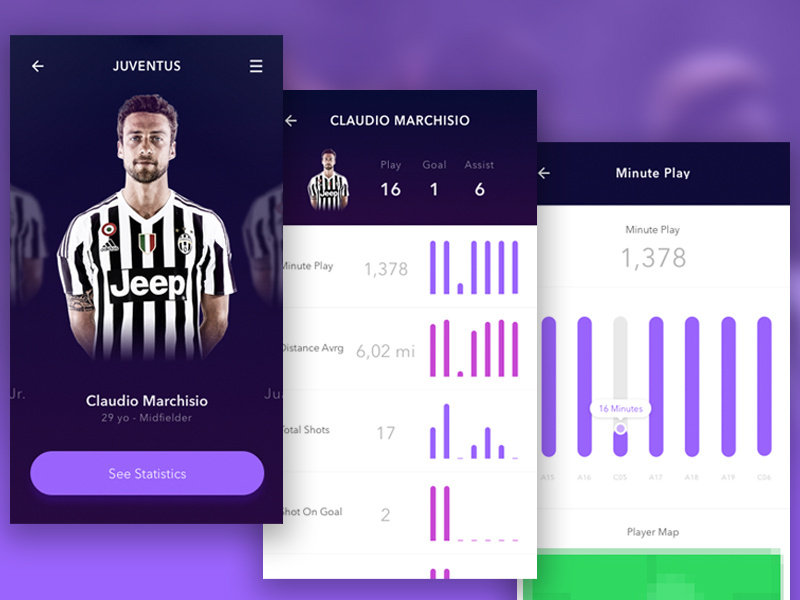 JUVENTUS
Jeep
Jr.
Ju
Claudio Marchisio
29 yo - Midfielder
See Statistics
CLAUDIO MARCHISIO
Play Goal Assist
16 1 6
Jeep
Minute Play 1,378
Distance Avrg 6,02 mi
Total Shots 17
Shot On Goal 2
Minute Play
Minute Play
1,378
16 Minutes
A15 A16 C05 A17 A18 A19 C06
Player Map